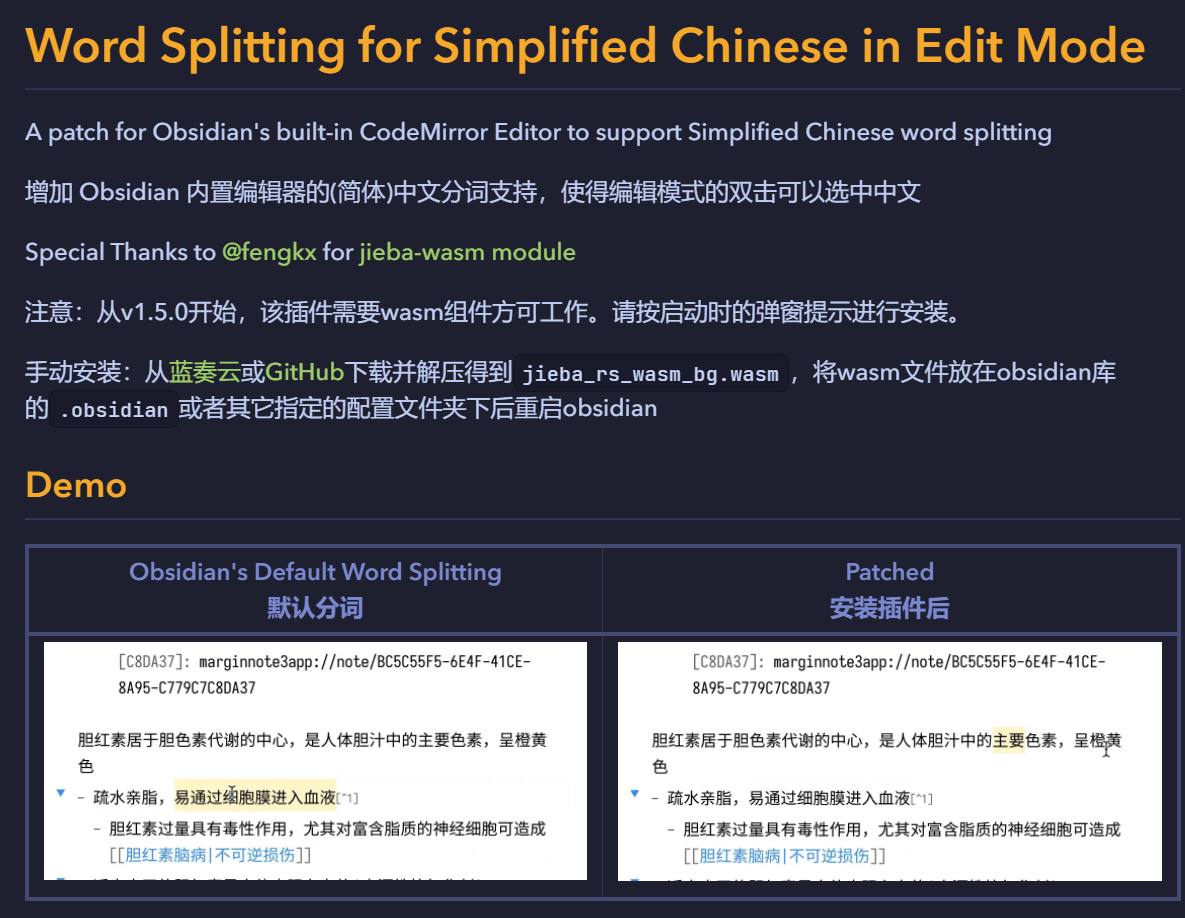 Word Splitting for Simplified Chinese in Edit Mode
A patch for Obsidian's built-in CodeMirror Editor to support Simplified Chinese word splitting
增加 Obsidian 内置编辑器的(简体)中文分词支持，使得编辑模式的双击可以选中中文
Special Thanks to @fengkx for jieba-wasm module
注意：从v1.5.0开始，该插件需要wasm组件方可工作。请按启动时的弹窗提示进行安装。
手动安装：从蓝奏云或GitHub下载并解压得到 jieba_rs_wasm_bg.wasm ，将wasm文件放在obsidian库
的 .obsidian 或者其它指定的配置文件夹下后重启obsidian
Demo
Obsidian's Default Word Splitting
默认分词
Patched
安装插件后
[C8DA37]: marginnote3app://note/BC5C55F5-6E4F-41CE-
8A95-C779C7C8DA37
胆红素居于胆色素代谢的中心，是人体胆汁中的主要色素，呈橙黄
色
- 疏水亲脂，易通过细胞膜进入血液[^1]
- 胆红素过量具有毒性作用，尤其对富含脂质的神经细胞可造成
[[胆红素脑病|不可逆损伤]]
[C8DA37]: marginnote3app://note/BC5C55F5-6E4F-41CE-
8A95-C779C7C8DA37
胆红素居于胆色素代谢的中心，是人体胆汁中的主要色素，呈橙黄
色
- 疏水亲脂，易通过细胞膜进入血液[^1]
- 胆红素过量具有毒性作用，尤其对富含脂质的神经细胞可造成
[[胆红素脑病|不可逆损伤]]